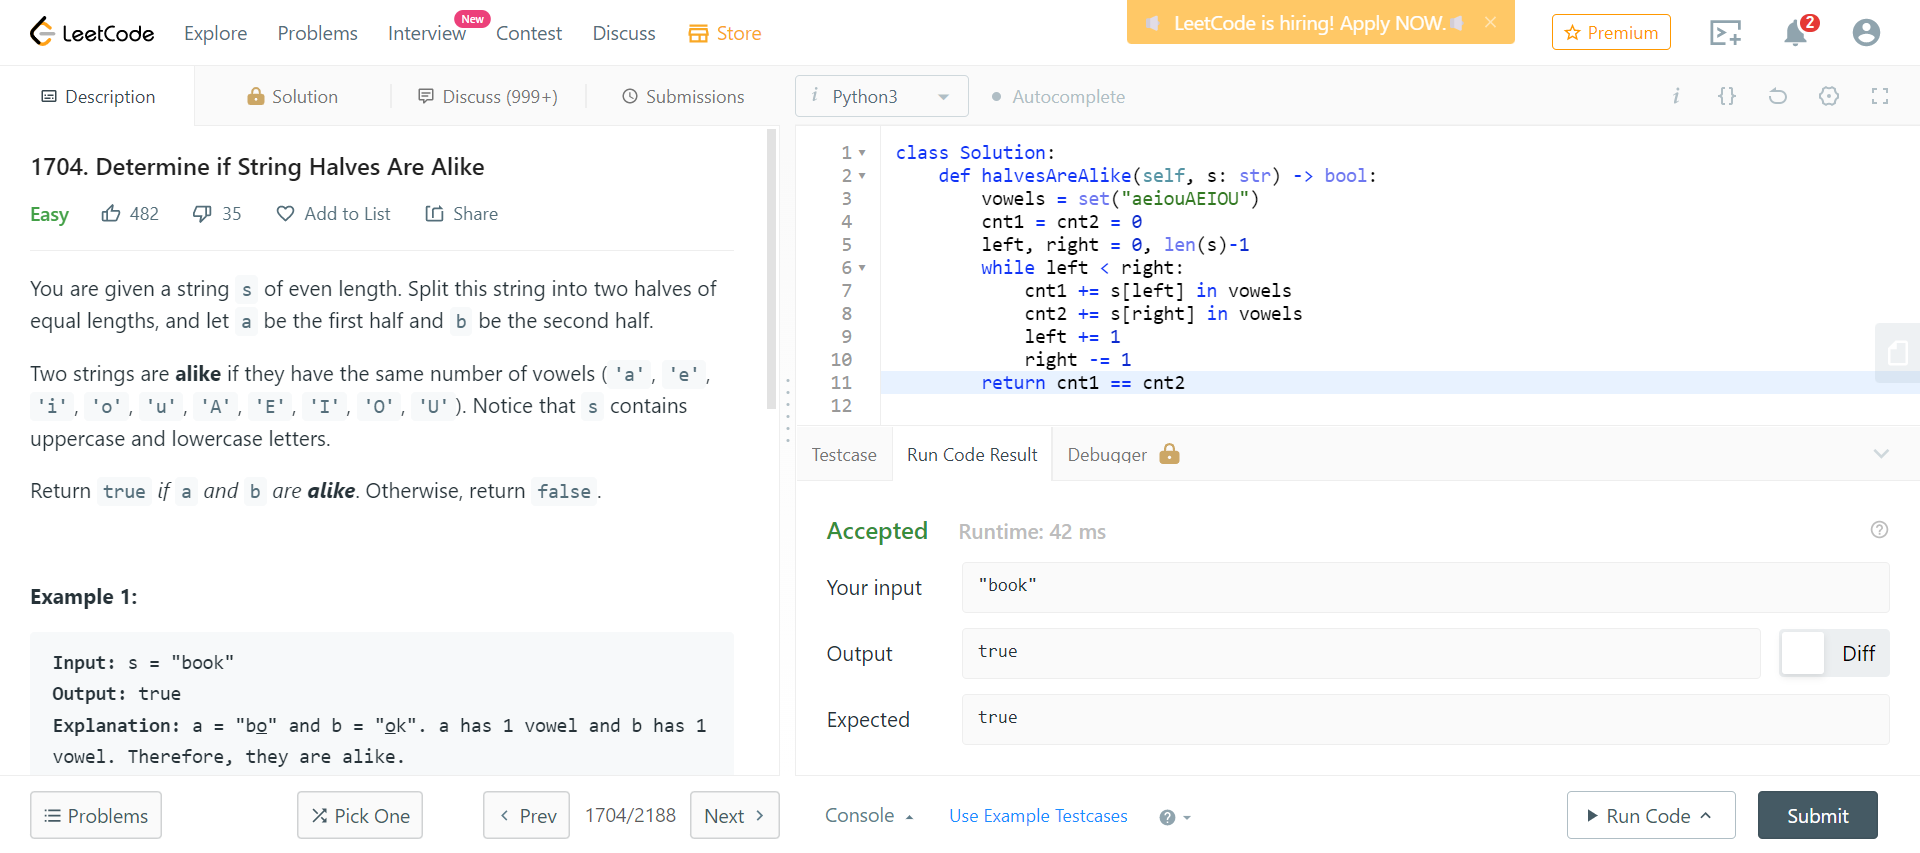 LeetCode Explore Problems Interview New Contest Discuss Store LeetCode is hiring! Apply NOW. Premium 2
Description Solution Discuss (999+) Submissions
i Python3 Autocomplete i {}
1704. Determine if String Halves Are Alike
Easy 482 35 Add to List Share
You are given a string s of even length. Split this string into two halves of
equal lengths, and let a be the first half and b be the second half.
Two strings are alike if they have the same number of vowels ( 'a', 'e',
'i', 'o', 'u', 'A', 'E', 'I', 'O', 'U' ). Notice that s contains
uppercase and lowercase letters.
Return true if a and b are alike. Otherwise, return false.
Example 1:
Input: s = "book"
Output: true
Explanation: a = "bo" and b = "ok". a has 1 vowel and b has 1
vowel. Therefore, they are alike.
1 class Solution:
2 def halvesAreAlike(self, s: str) -> bool:
3 vowels = set("aeiouAEIOU")
4 cnt1 = cnt2 = 0
5 left, right = 0, len(s)-1
6 while left < right:
7 cnt1 += s[left] in vowels
8 cnt2 += s[right] in vowels
9 left += 1
10 right -= 1
11 return cnt1 == cnt2
12
Testcase Run Code Result Debugger
Accepted Runtime: 42 ms
Your input "book"
Output true Diff
Expected true
Problems Pick One Prev 1704/2188 Next Console Use Example Testcases ? Run Code Submit